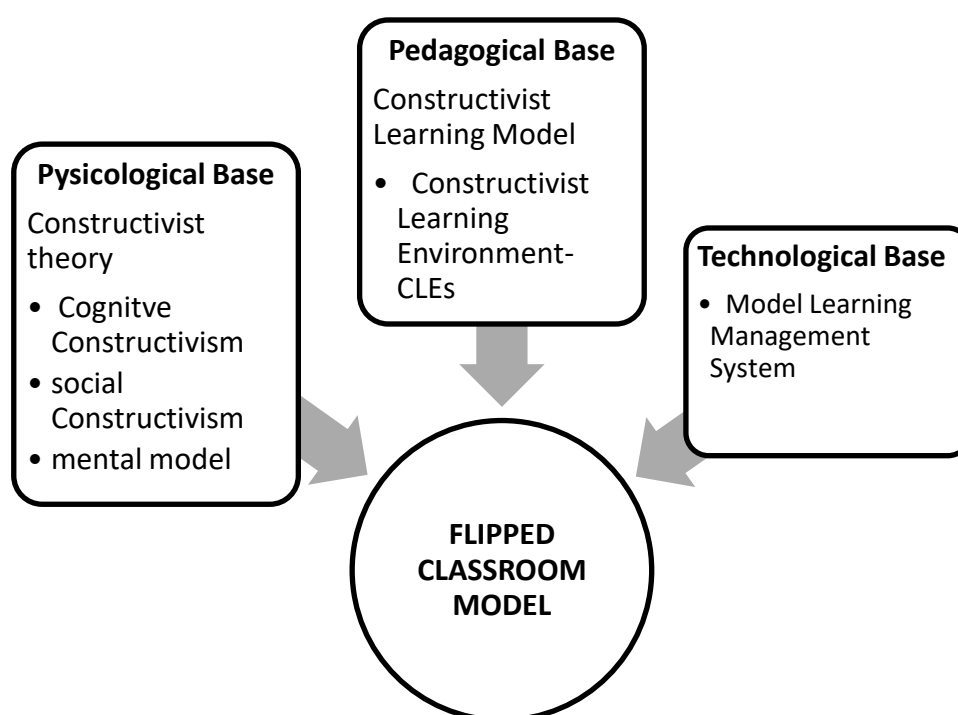 Pedagogical Base
Constructivist
Learning Model
• Constructivist
Learning
Environment-
CLEs
Pysicological Base
Constructivist
theory
• Cognitve
Constructivism
• social
Constructivism
• mental model
Technological Base
• Model Learning
Management
System
FLIPPED
CLASSROOM
MODEL